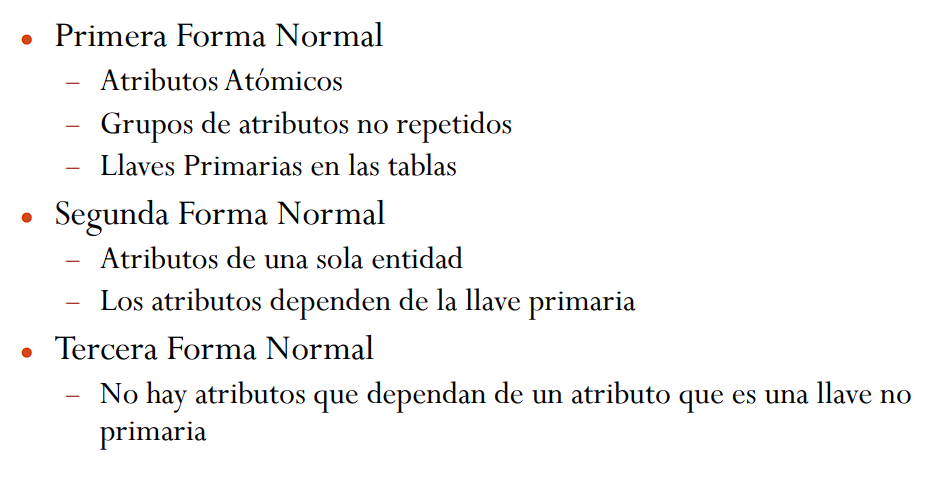 • Primera Forma Normal
– Atributos Atómicos
– Grupos de atributos no repetidos
– Llaves Primarias en las tablas
• Segunda Forma Normal
– Atributos de una sola entidad
– Los atributos dependen de la llave primaria
• Tercera Forma Normal
– No hay atributos que dependan de un atributo que es una llave no
primaria